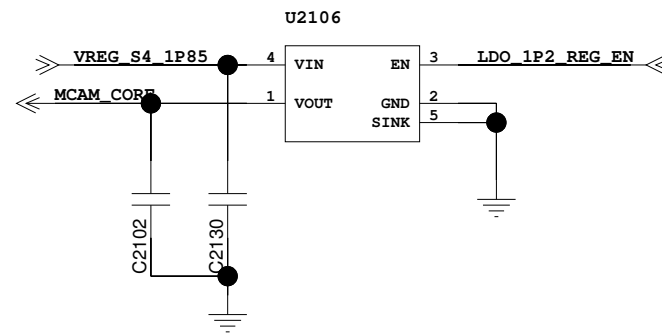 U2106
VREG_S4_1P85 4 VIN EN 3 LDO_1P2_REG_EN
MCAM_CORE 1 VOUT GND 2
SINK 5
C2102
C2130